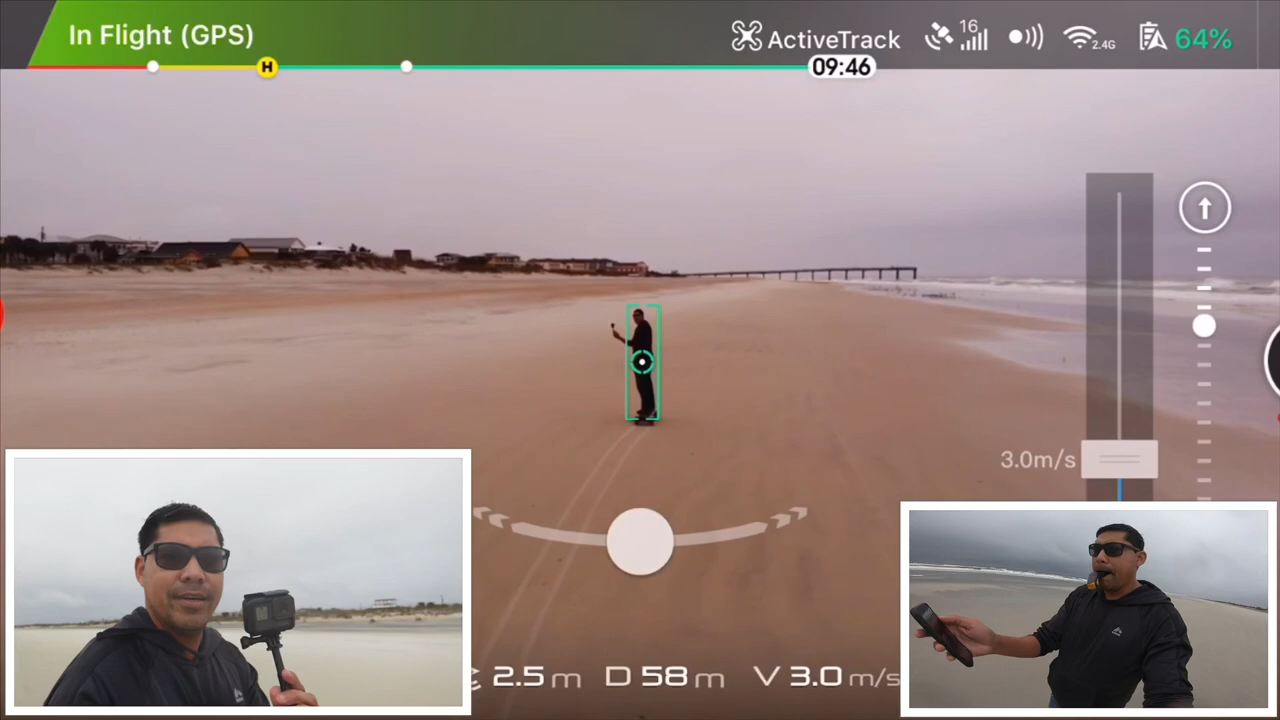 In Flight (GPS)
ActiveTrack
16
2.4G
64%
H
09:46
3.0m/s
2.5 m D 58 m V 3.0 m/s